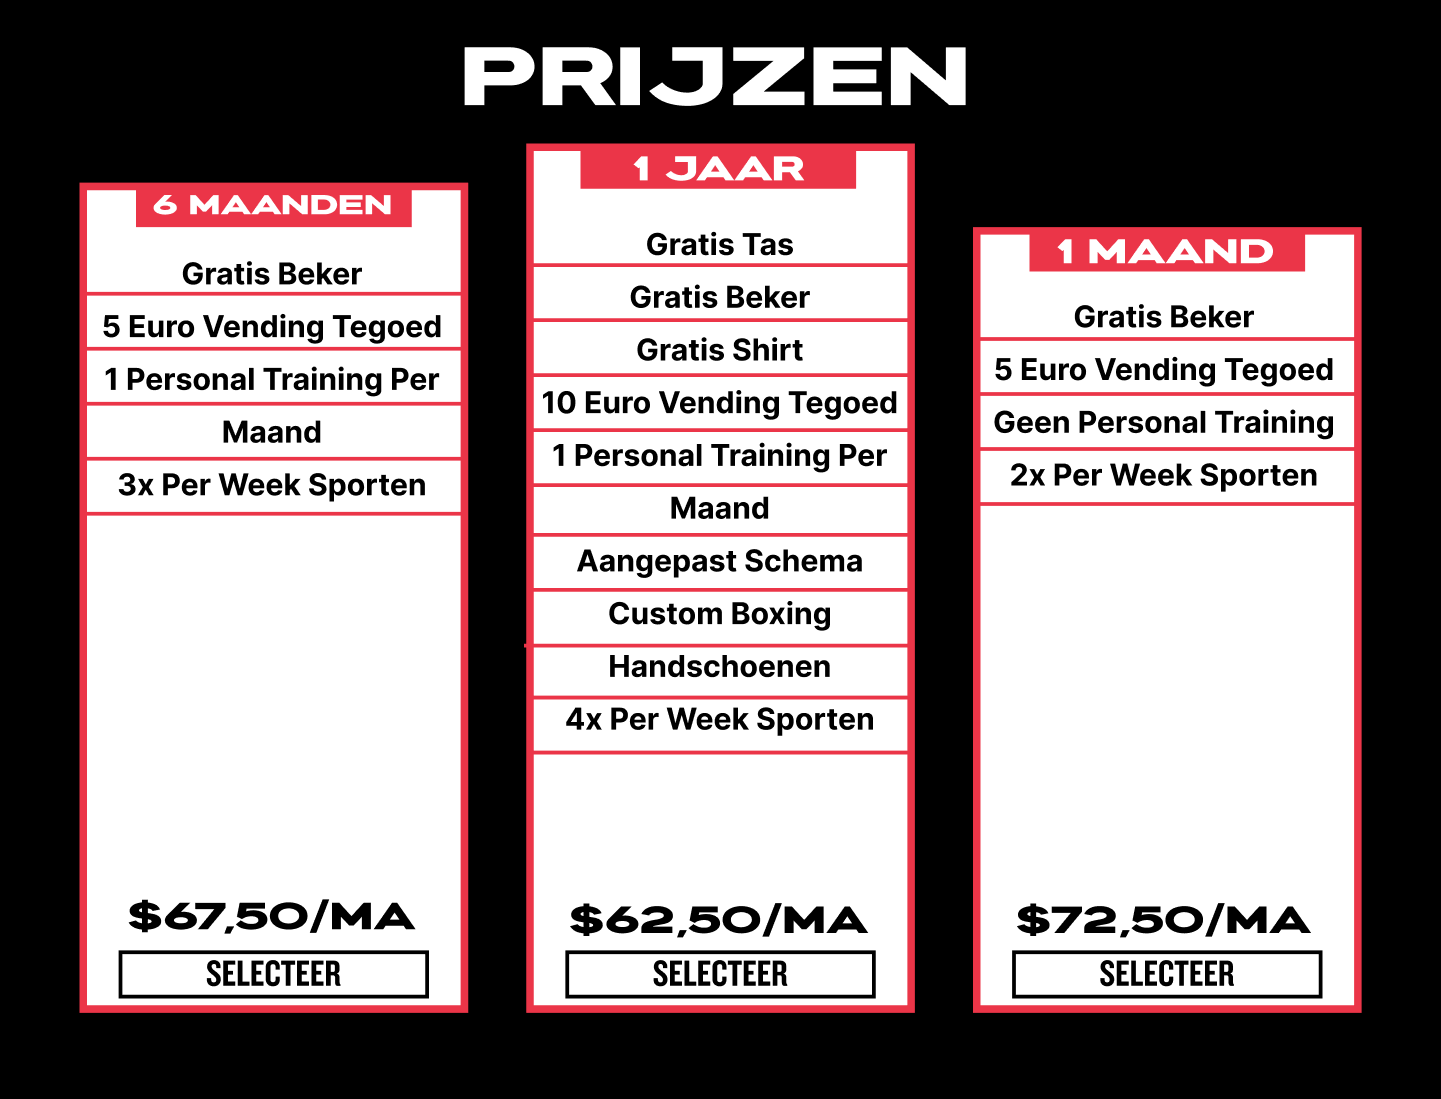 PRIJZEN
6 MAANDEN
Gratis Beker
5 Euro Vending Tegoed
1 Personal Training Per
Maand
3x Per Week Sporten
$67,50/MA
SELECTEER
1 JAAR
Gratis Tas
Gratis Beker
Gratis Shirt
10 Euro Vending Tegoed
1 Personal Training Per
Maand
Aangepast Schema
Custom Boxing
Handschoenen
4x Per Week Sporten
$62,50/MA
SELECTEER
1 MAAND
Gratis Beker
5 Euro Vending Tegoed
Geen Personal Training
2x Per Week Sporten
$72,50/MA
SELECTEER